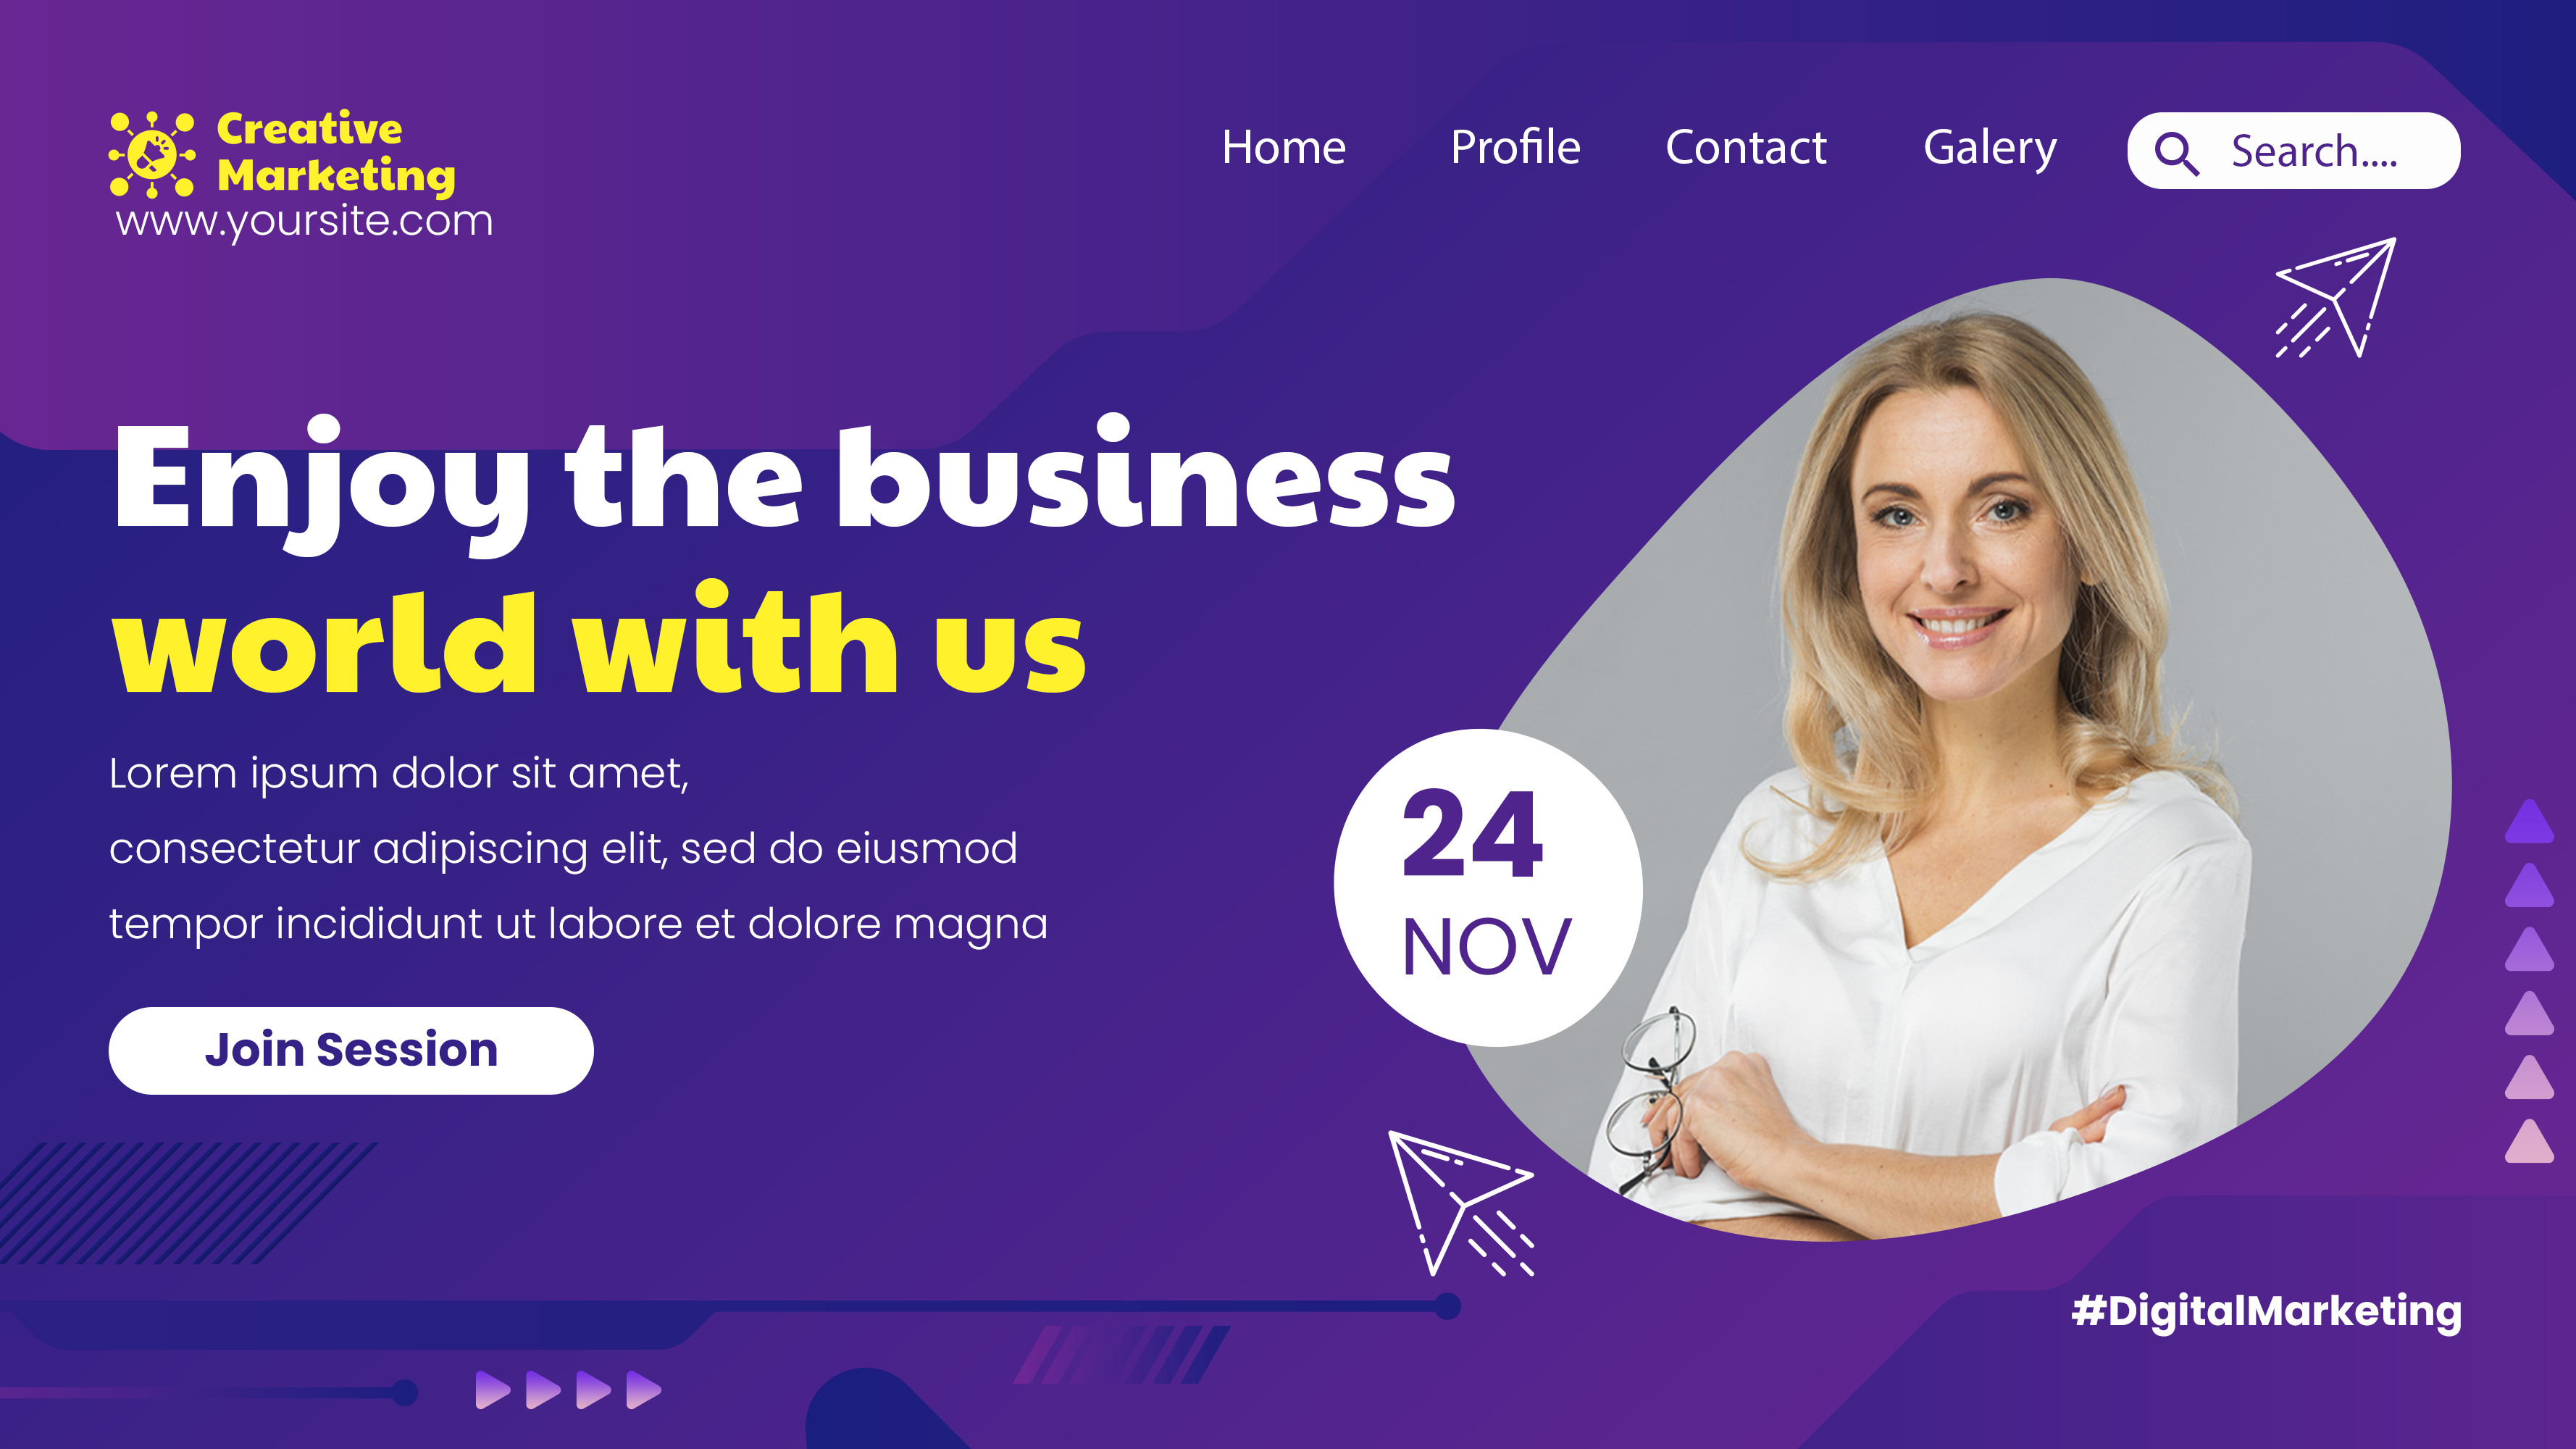 Creative
Marketing
www.yoursite.com
Home Profile Contact Galery Search....
Enjoy the business
world with us
Lorem ipsum dolor sit amet,
consectetur adipiscing elit, sed do eiusmod
tempor incididunt ut labore et dolore magna
Join Session
24
NOV
#DigitalMarketing